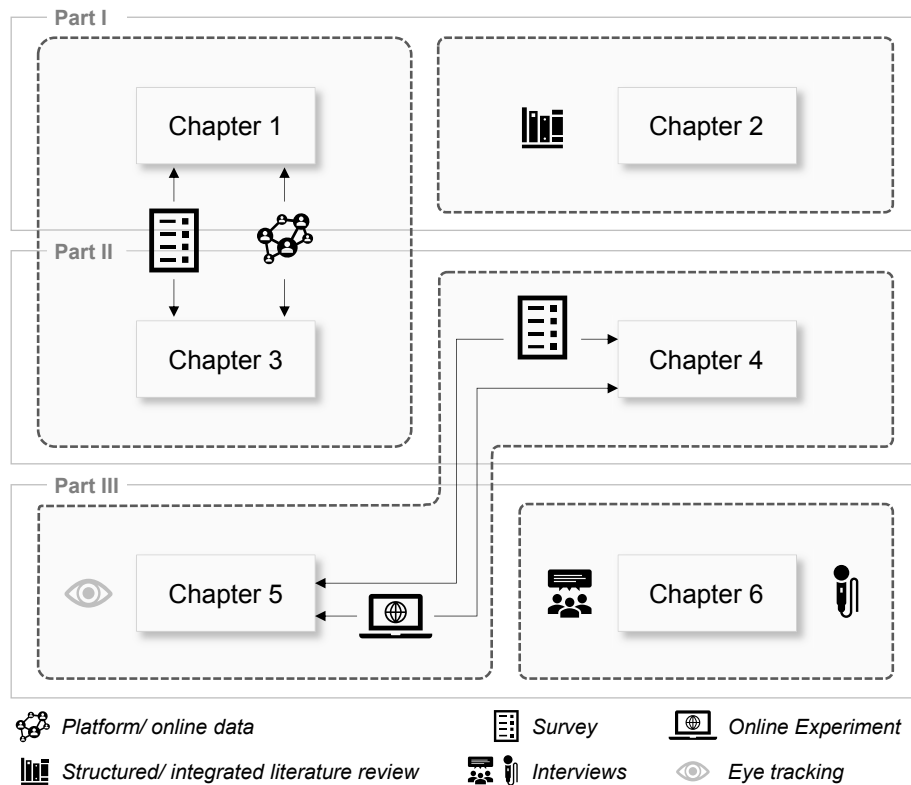 Part I
Chapter 1
Chapter 2
Part II
Chapter 3
Chapter 4
Part III
Chapter 5
Chapter 6
Platform/ online data
Survey
Online Experiment
Structured/ integrated literature review
Interviews
Eye tracking